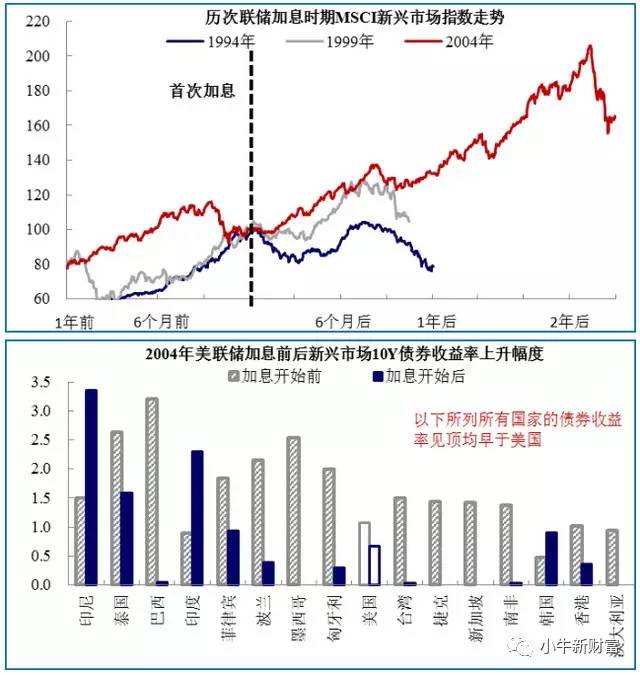 历次联储加息时期MSCI新兴市场指数走势
1994年 1999年 2004年
首次加息
220
200
180
160
140
120
100
80
60
1年前 6个月前 6个月后 1年后 2年后
2004年美联储加息前后新兴市场10Y债券收益率上升幅度
加息开始前 加息开始后
以下所列所有国家的债券收益
率见顶均早于美国
3.5
3.0
2.5
2.0
1.5
1.0
0.5
0.0
印尼
泰国
巴西
印度
菲律宾
波兰
墨西哥
匈牙利
美国
台湾
捷克
新加坡
南非
韩国
香港
澳大利亚
小牛新财富